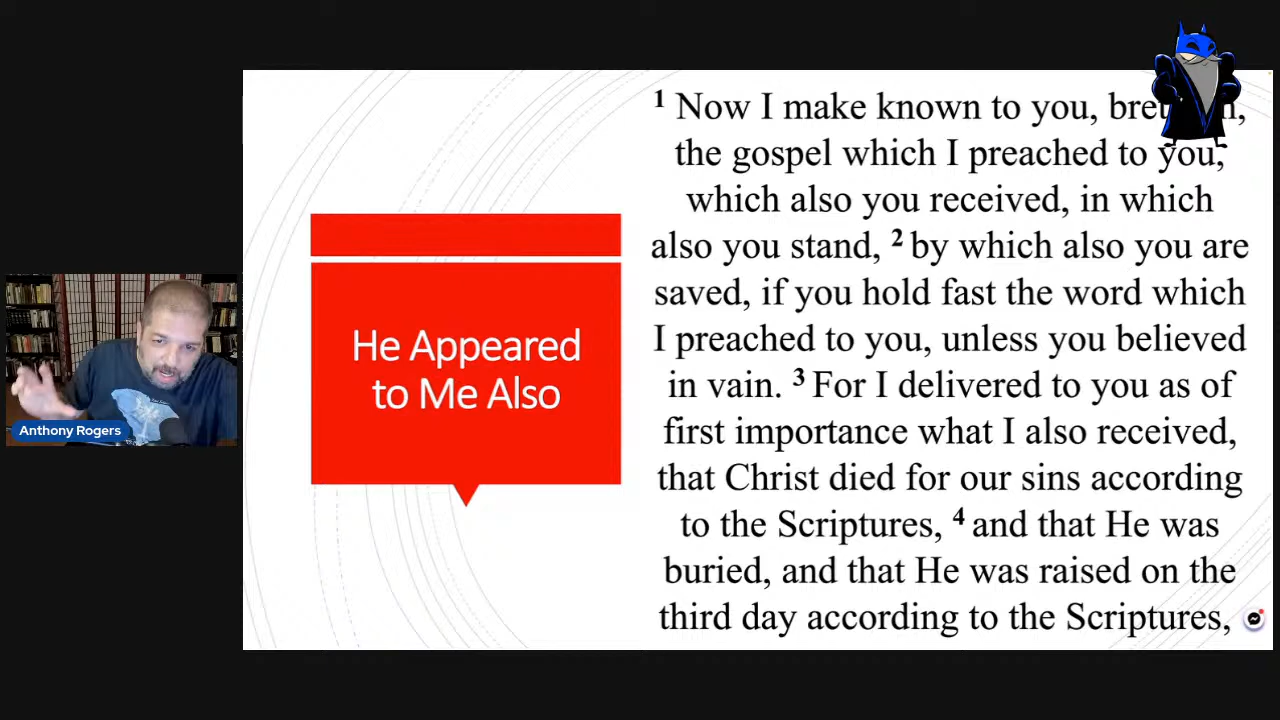 1 Now I make known to you,
the gospel which I preached to you,
which also you received, in which
also you stand, 2 by which also you are
saved, if you hold fast the word which
I preached to you, unless you believed
in vain. 3 For I delivered to you as of
first importance what I also received,
that Christ died for our sins according
to the Scriptures, 4 and that He was
buried, and that He was raised on the
third day according to the Scriptures,
He Appeared
to Me Also
Anthony Rogers